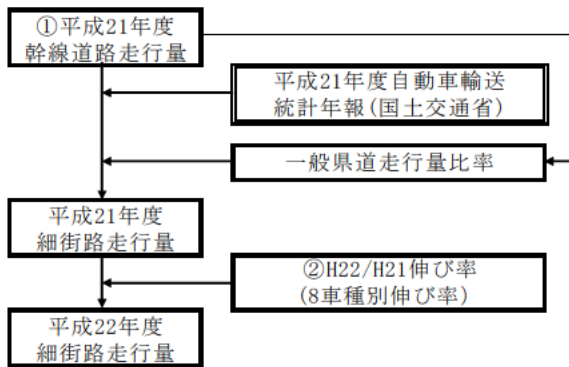 ①平成21年度
幹線道路走行量
平成21年度自動車輸送
統計年報(国土交通省)
一般県道走行量比率
平成21年度
細街路走行量
②H22/H21伸び率
(8車種別伸び率)
平成22年度
細街路走行量